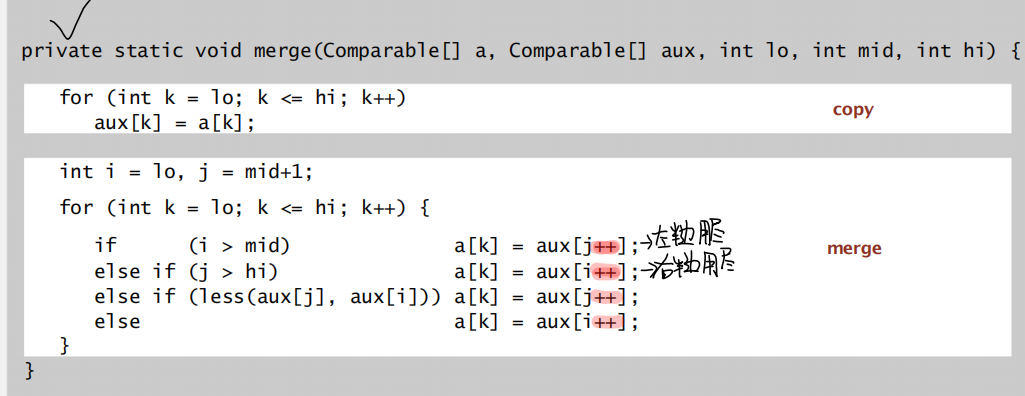 private static void merge(Comparable[] a, Comparable[] aux, int lo, int mid, int hi) {
for (int k = lo; k <= hi; k++)
aux[k] = a[k];
copy
int i = lo, j = mid+1;
for (int k = lo; k <= hi; k++) {
if (i > mid) a[k] = aux[j++]; →左边用尽
else if (j > hi) a[k] = aux[i++]; →右边用尽
merge
else if (less(aux[j], aux[i])) a[k] = aux[j++];
else a[k] = aux[i++];
}
}